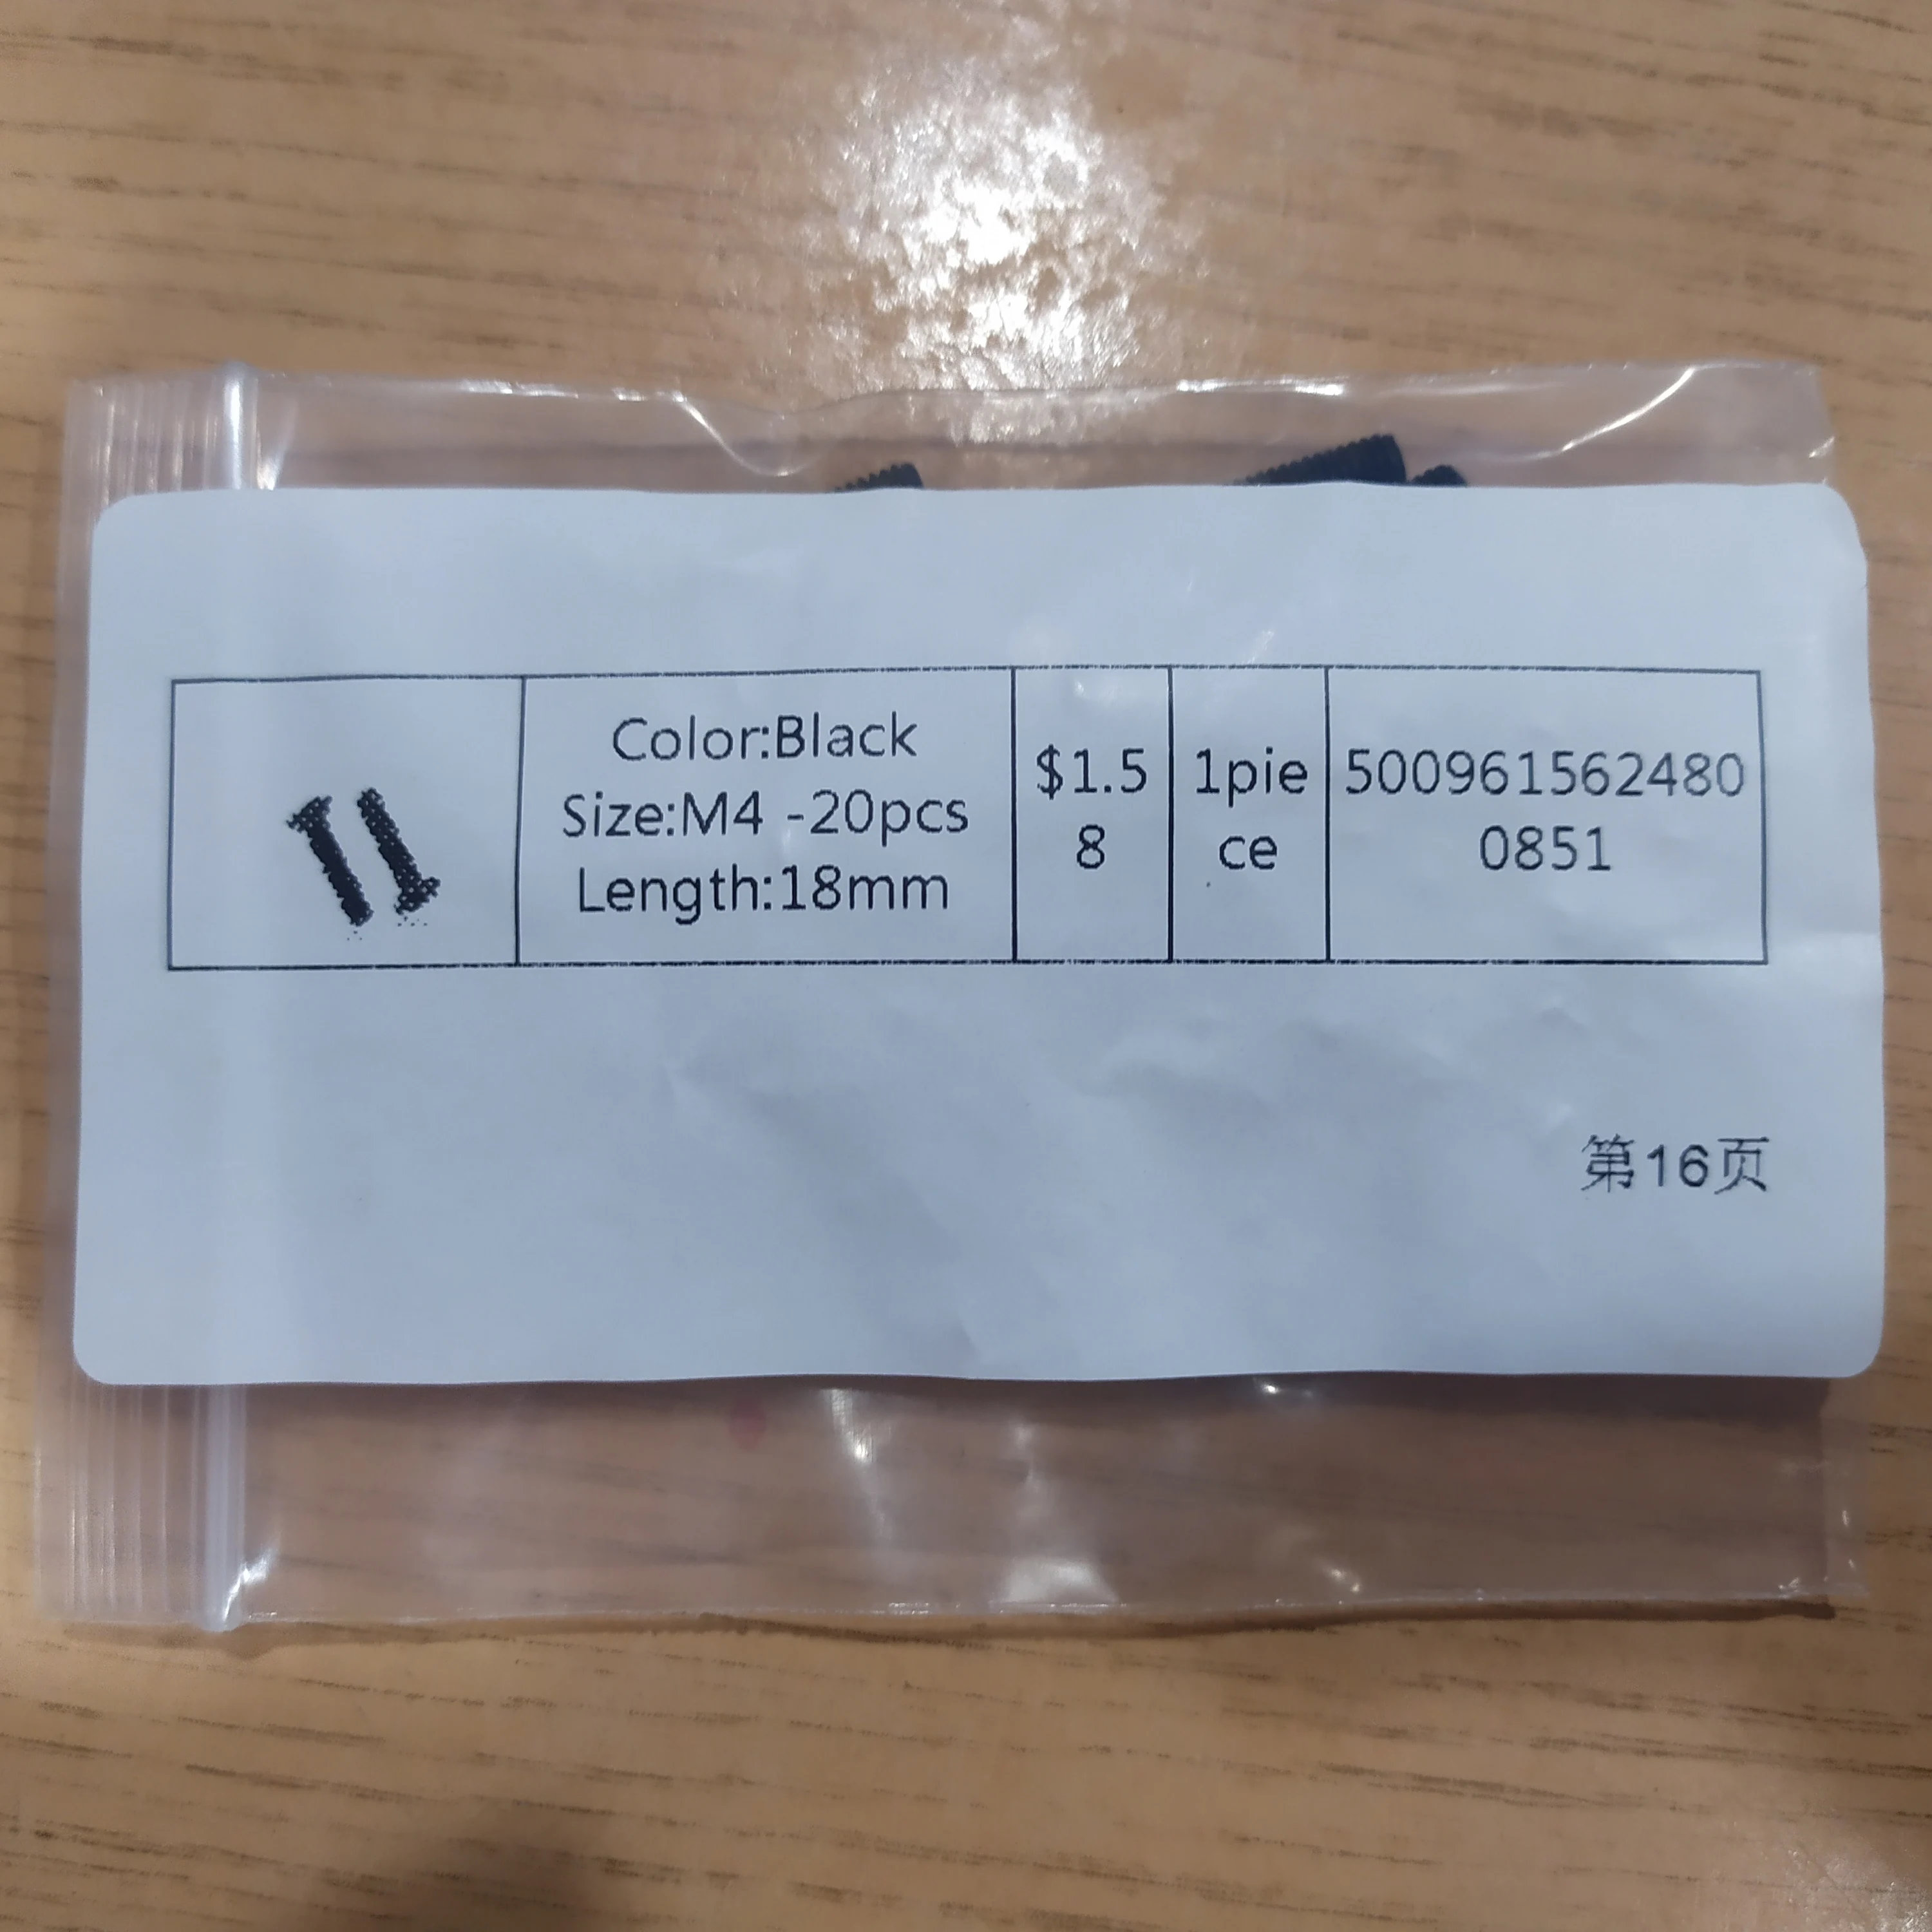 Color:Black
Size:M4 -20pcs
Length:18mm
$1.5
8
1pie
ce
500961562480
0851
第16页